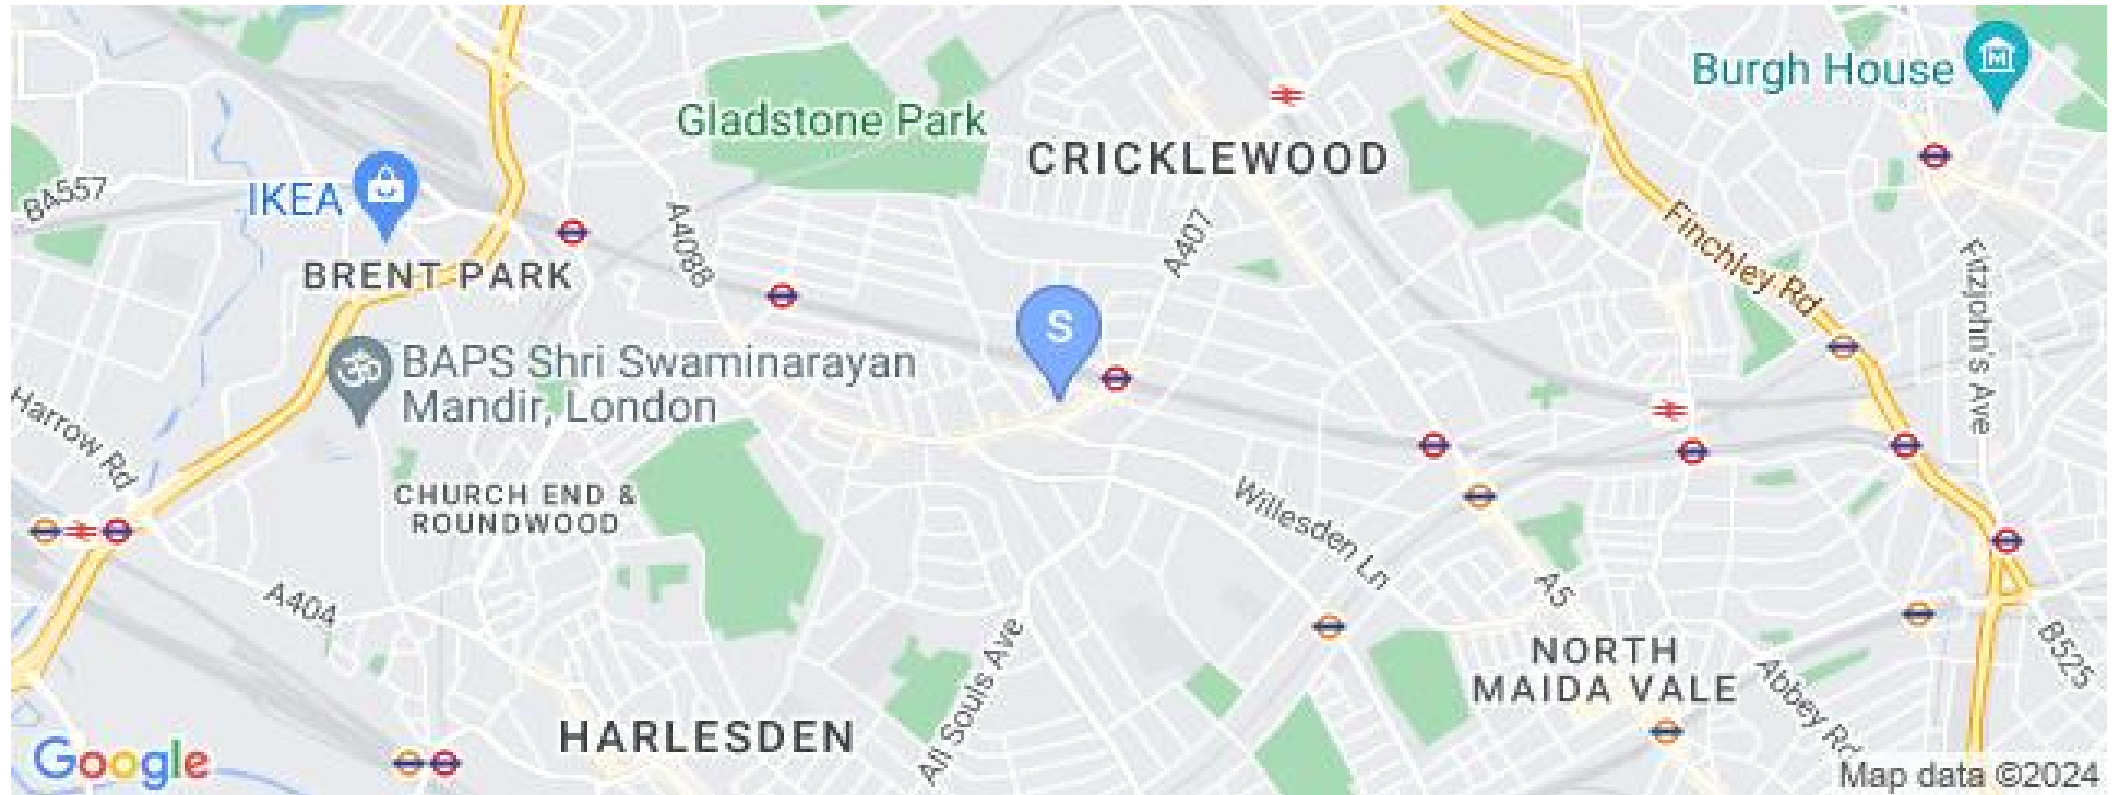 Burgh House
Gladstone Park
CRICKLEWOOD
IKEA
BA557
A4088
A407
Finchley Rd
Fitzjohn's Ave
BRENT PARK
S
BAPS Shri Swaminarayan
Mandir, London
Harrow Rd
CHURCH END &
ROUNDWOOD
Willesden Ln
A404
A5
All Souls Ave
NORTH
MAIDA VALE
Abbey Rd
B525
HARLESDEN
Google
Map data ©2024